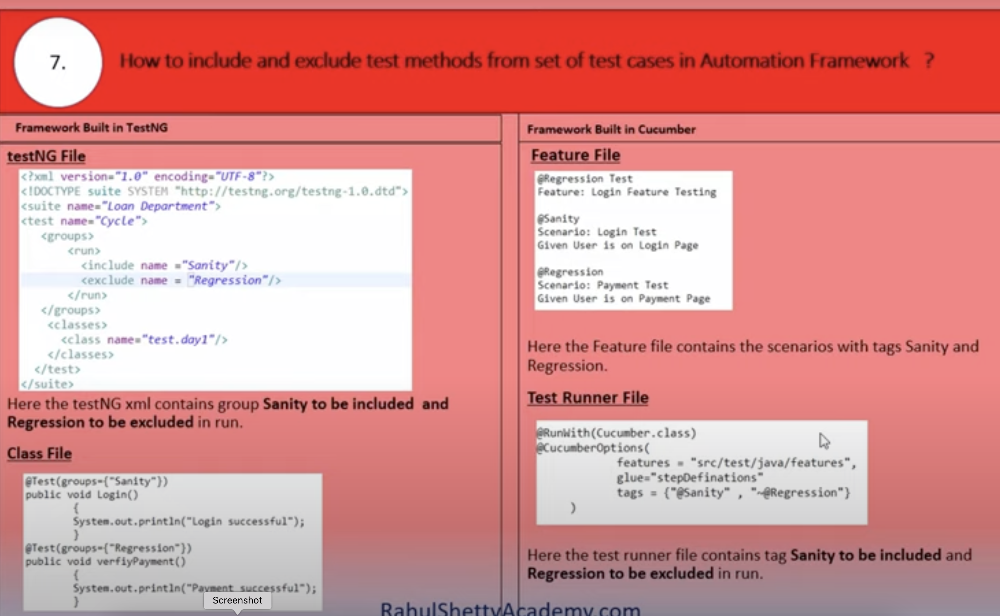 7.
How to include and exclude test methods from set of test cases in Automation Framework ?
Framework Built in TestNG
testNG File
<?xml version="1.0" encoding="UTF-8"?>
<!DOCTYPE suite SYSTEM "http://testng.org/testng-1.0.dtd">
<suite name="Loan Department">
<test name="Cycle">
<groups>
<run>
<include name ="Sanity"/>
<exclude name = "Regression"/>
</run>
</groups>
<classes>
<class name="test.day1"/>
</classes>
</test>
</suite>
Here the testNG xml contains group Sanity to be included and
Regression to be excluded in run.
Class File
@Test(groups={"Sanity"})
public void Login()
{
System.out.println("Login successful");
}
@Test(groups={"Regression"})
public void verfiyPayment()
{
System.out.println("Payment successful");
}
Framework Built in Cucumber
Feature File
@Regression Test
Feature: Login Feature Testing
@Sanity
Scenario: Login Test
Given User is on Login Page
@Regression
Scenario: Payment Test
Given User is on Payment Page
Here the Feature file contains the scenarios with tags Sanity and
Regression.
Test Runner File
@RunWith(Cucumber.class)
@CucumberOptions(
features = "src/test/java/features",
glue="stepDefinations"
tags = {"@Sanity" , "~@Regression"}
)
Here the test runner file contains tag Sanity to be included and
Regression to be excluded in run.
Screenshot
RahulShettyAcademy.com